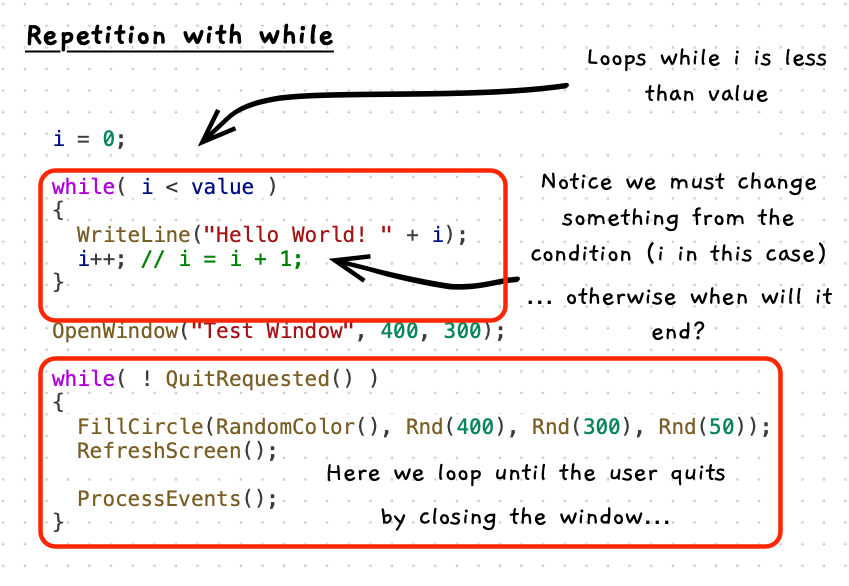 Repetition with while
Loops while i is less
than value
i = 0;
while( i < value )
{
WriteLine("Hello World! " + i);
i++; // i = i + 1;
}
Notice we must change
something from the
condition (i in this case)
... otherwise when will it
end?
OpenWindow("Test Window", 400, 300);
while( ! QuitRequested() )
{
FillCircle(RandomColor(), Rnd(400), Rnd(300), Rnd(50));
RefreshScreen();
ProcessEvents();
}
Here we loop until the user quits
by closing the window...